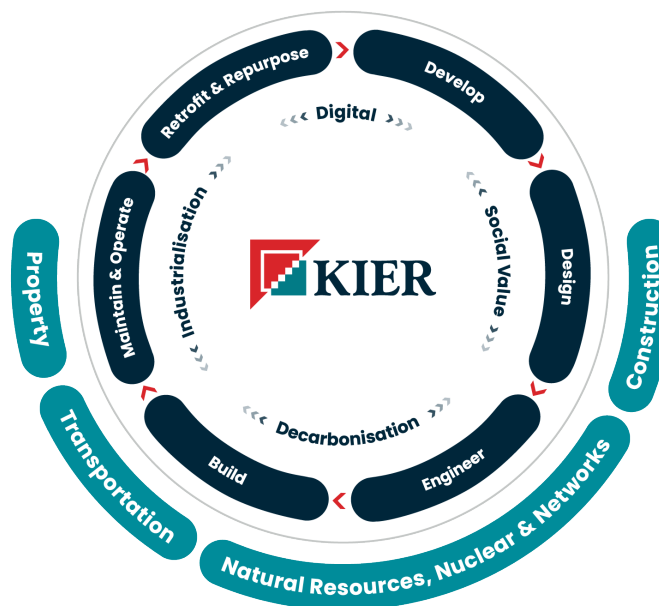 Retrofit & Repurpose
Develop
Digital
Industrialisation
Social Value
Maintain & Operate
Design
Property
KIER
Construction
Decarbonisation
Build
Engineer
Transportation
Natural Resources, Nuclear & Networks